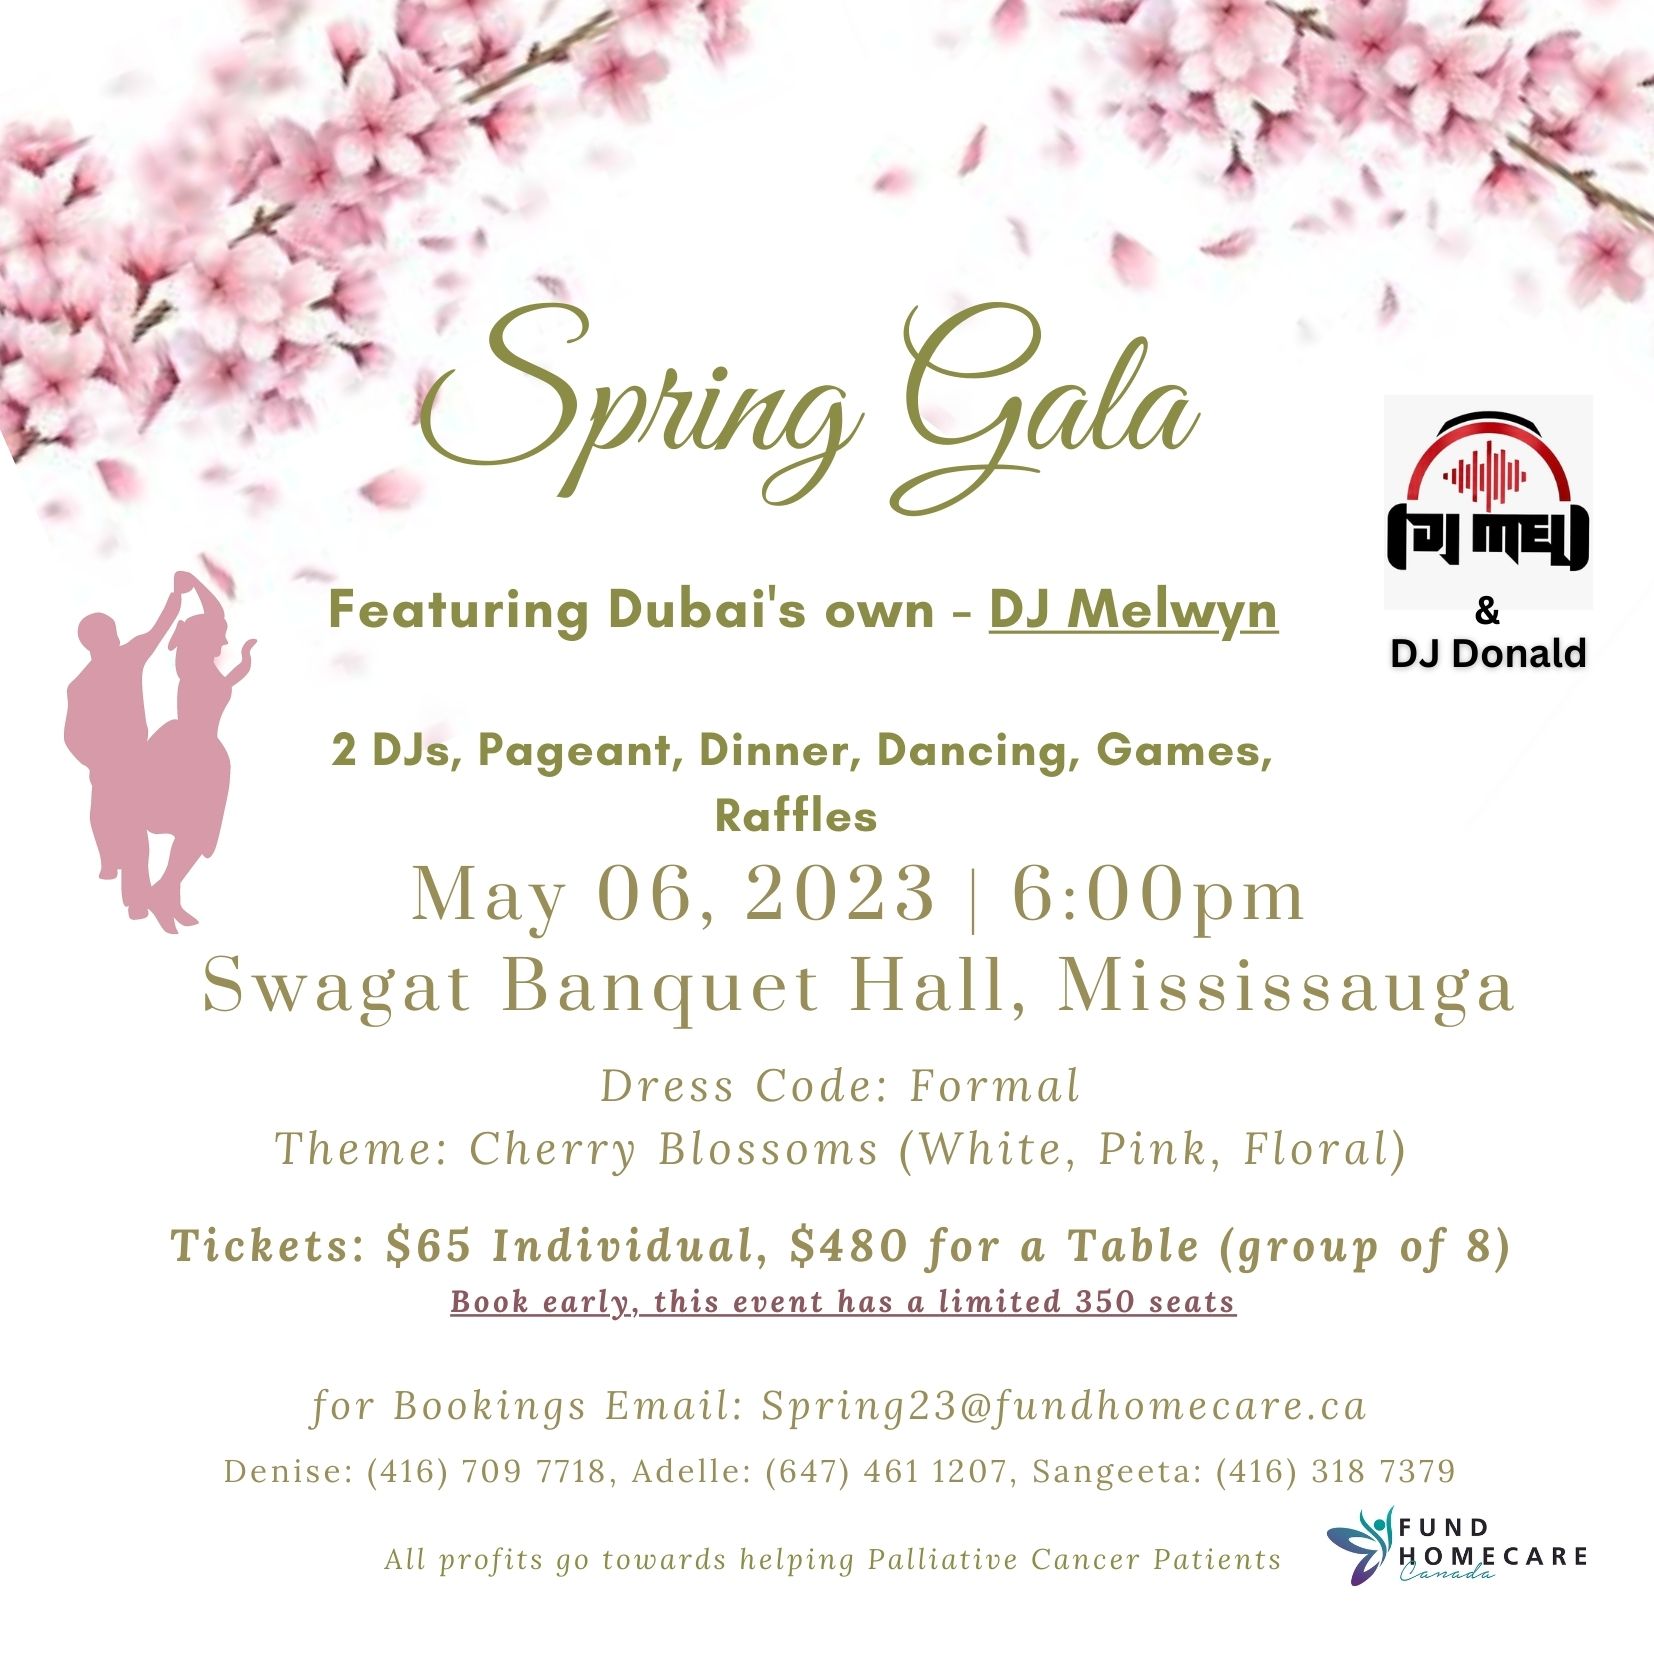 Spring Gala
DJ MEL
&
DJ Donald
Featuring Dubai's own - DJ Melwyn
2 DJs, Pageant, Dinner, Dancing, Games,
Raffles
May 06, 2023 | 6:00pm
Swagat Banquet Hall, Mississauga
Dress Code: Formal
Theme: Cherry Blossoms (White, Pink, Floral)
Tickets: $65 Individual, $480 for a Table (group of 8)
Book early, this event has a limited 350 seats
for Bookings Email: Spring23@fundhomecare.ca
Denise: (416) 709 7718, Adelle: (647) 461 1207, Sangeeta: (416) 318 7379
All profits go towards helping Palliative Cancer Patients
FUND
HOMECARE
Canada